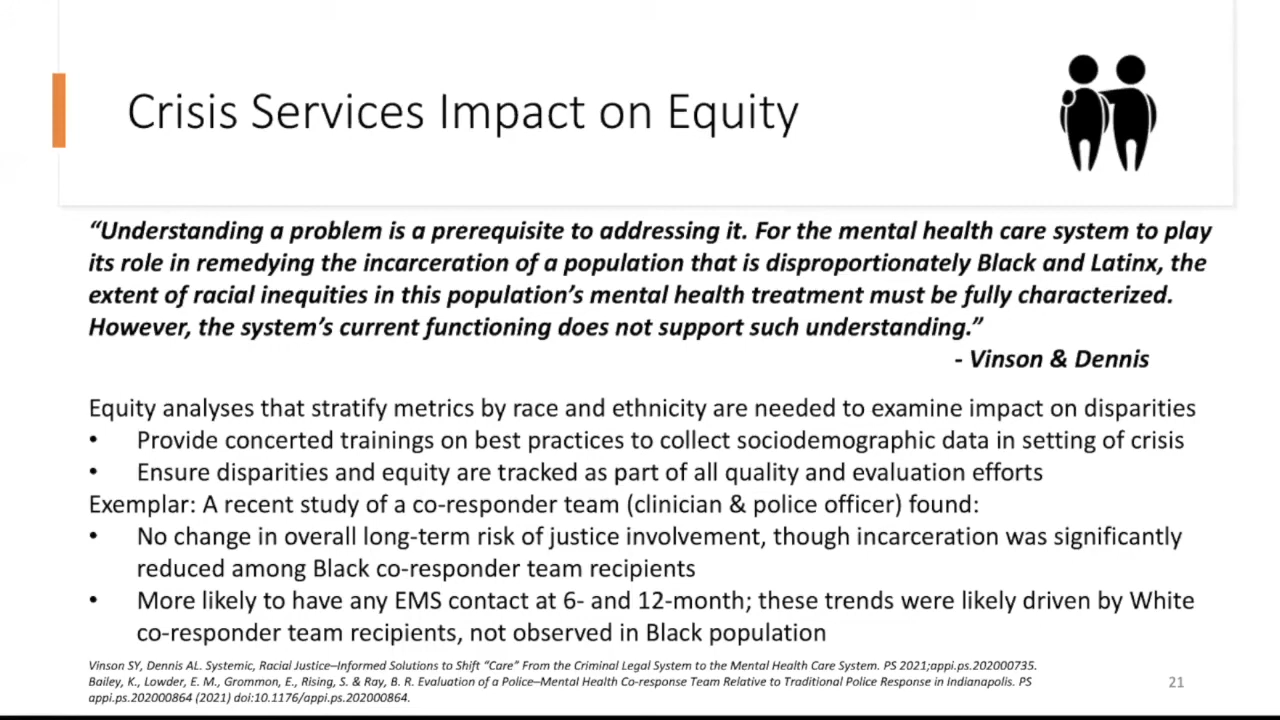 Crisis Services Impact on Equity
“Understanding a problem is a prerequisite to addressing it. For the mental health care system to play
its role in remedying the incarceration of a population that is disproportionately Black and Latinx, the
extent of racial inequities in this population’s mental health treatment must be fully characterized.
However, the system’s current functioning does not support such understanding.”
- Vinson & Dennis
Equity analyses that stratify metrics by race and ethnicity are needed to examine impact on disparities
• Provide concerted trainings on best practices to collect sociodemographic data in setting of crisis
• Ensure disparities and equity are tracked as part of all quality and evaluation efforts
Exemplar: A recent study of a co-responder team (clinician & police officer) found:
• No change in overall long-term risk of justice involvement, though incarceration was significantly
reduced among Black co-responder team recipients
• More likely to have any EMS contact at 6- and 12-month; these trends were likely driven by White
co-responder team recipients, not observed in Black population
Vinson SY, Dennis AL. Systemic, Racial Justice–Informed Solutions to Shift “Care” From the Criminal Legal System to the Mental Health Care System. PS 2021;appi.ps.202000735.
Bailey, K., Lowder, E. M., Grommon, E., Rising, S. & Ray, B. R. Evaluation of a Police–Mental Health Co-response Team Relative to Traditional Police Response in Indianapolis. PS
appi.ps.202000864 (2021) doi:10.1176/appi.ps.202000864.
21